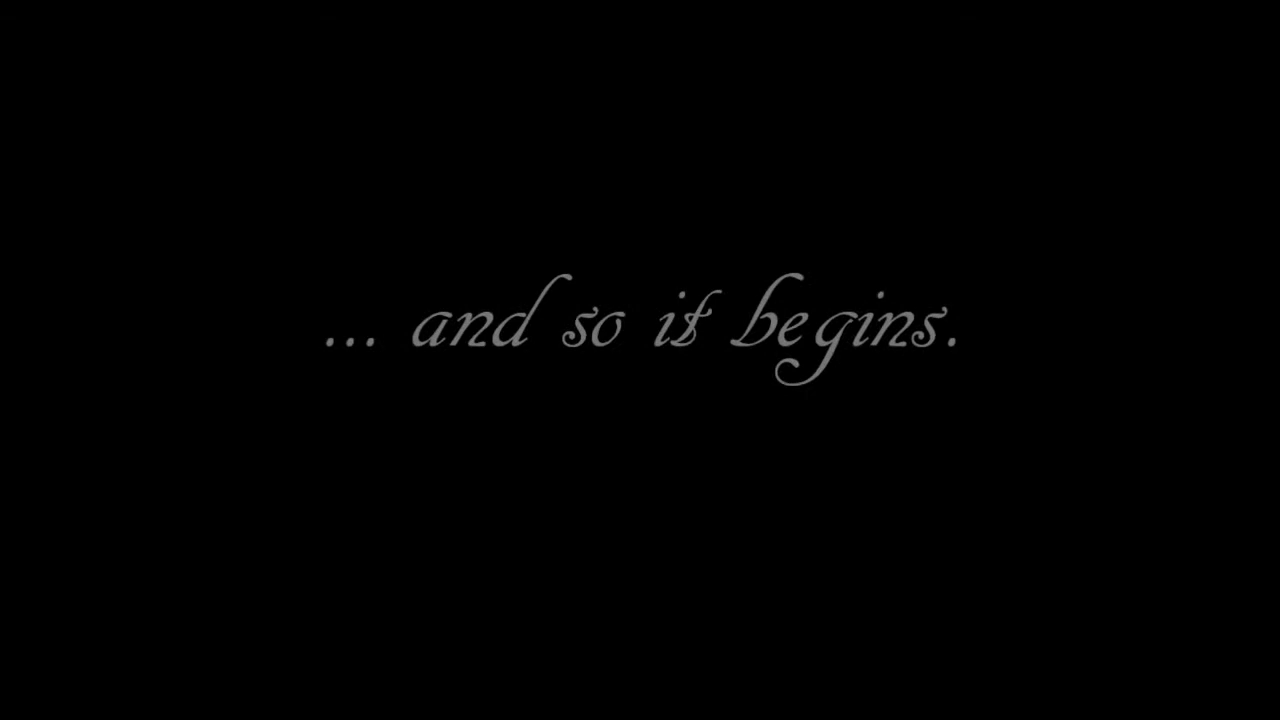 ... and so it begins.